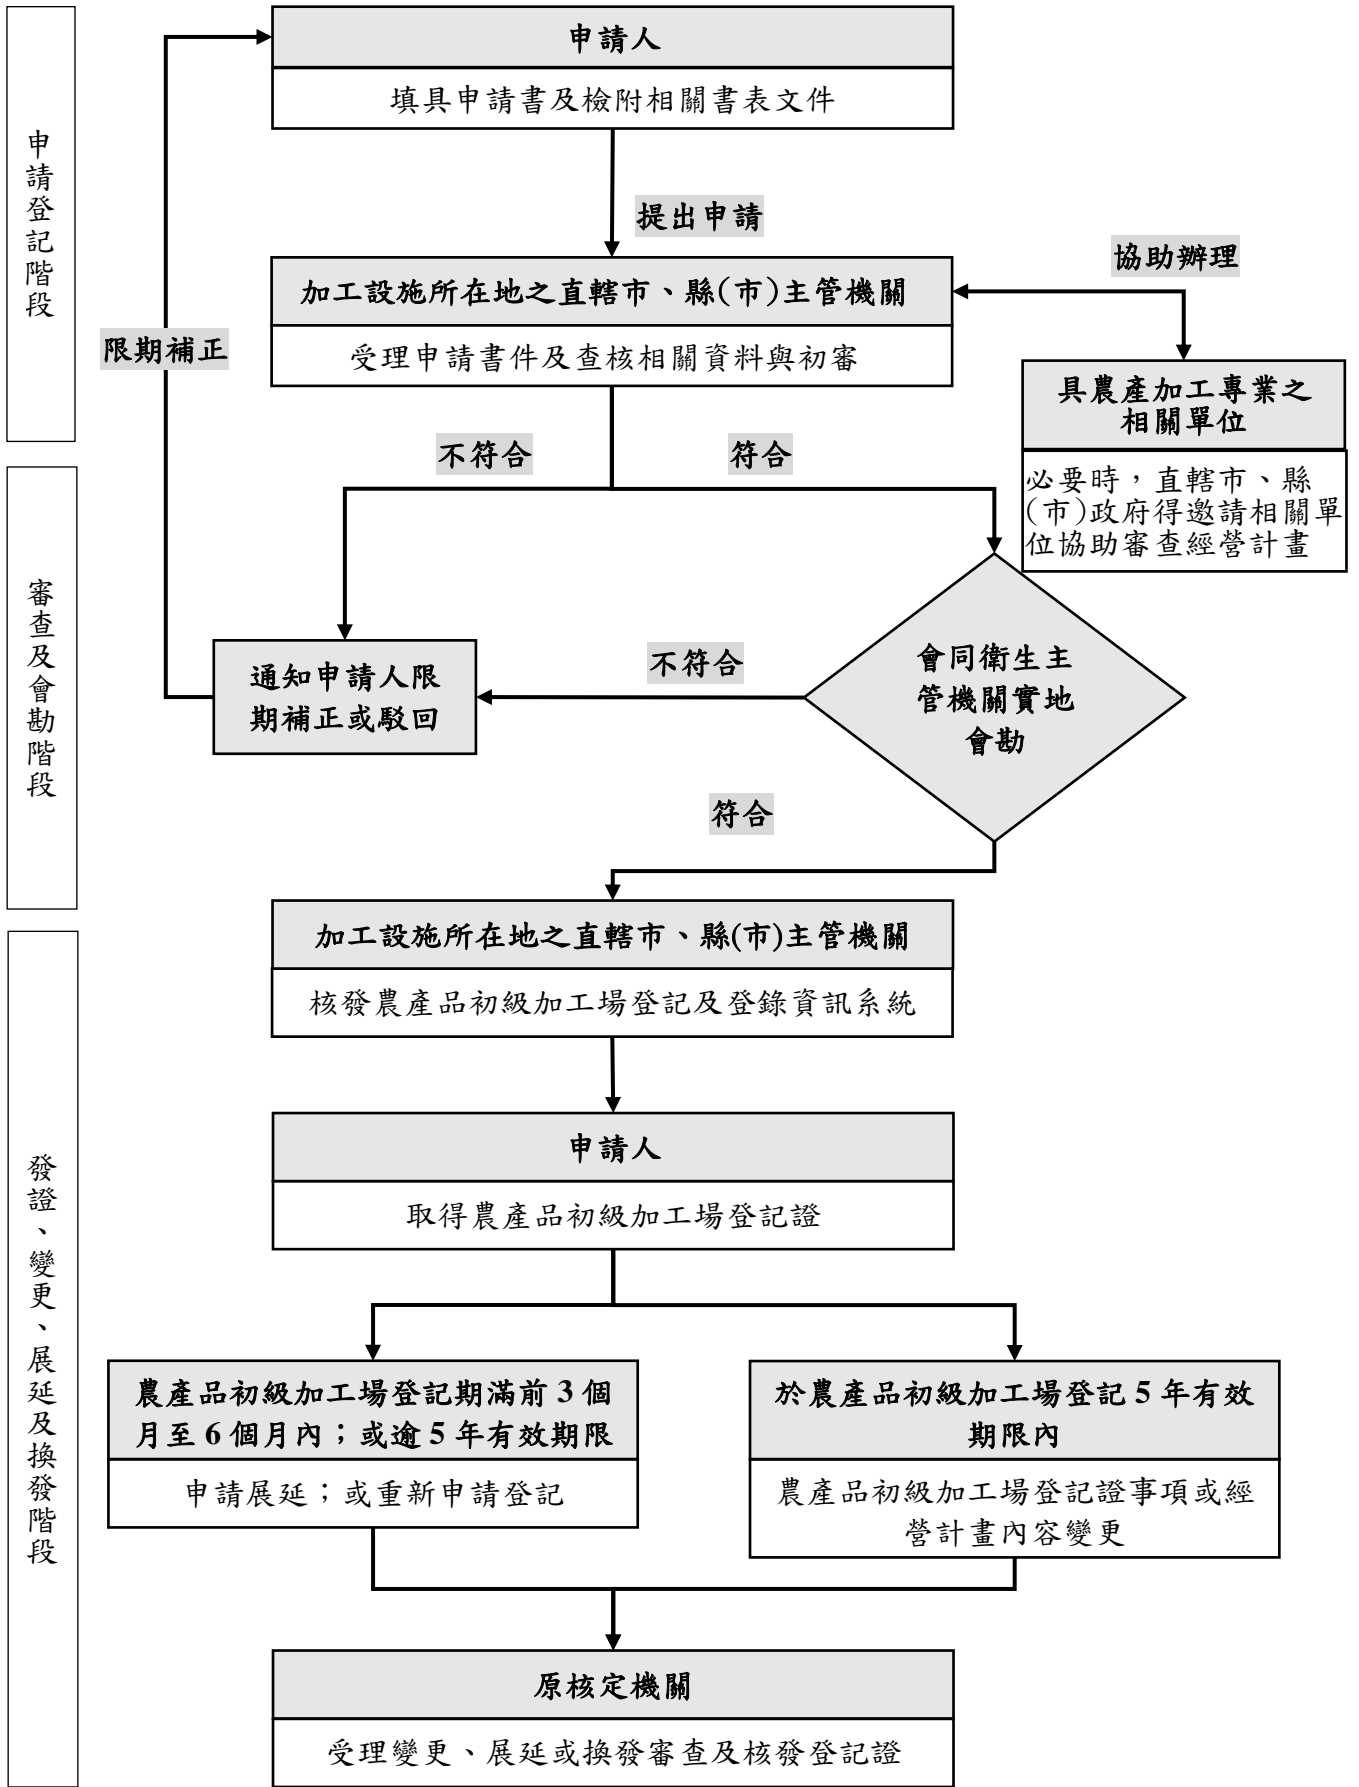 申請登記階段
申請人
填具申請書及檢附相關書表文件
提出申請
協助辦理
加工設施所在地之直轄市、縣(市)主管機關
受理申請書件及查核相關資料與初審
限期補正
具農產加工專業之
相關單位
必要時，直轄市、縣
(市)政府得邀請相關單
位協助審查經營計畫
不符合
符合
審查及會勘階段
通知申請人限
期補正或駁回
不符合
會同衛生主
管機關實地
會勘
符合
發證、變更、展延及換發階段
加工設施所在地之直轄市、縣(市)主管機關
核發農產品初級加工場登記及登錄資訊系統
申請人
取得農產品初級加工場登記證
農產品初級加工場登記期滿前 3 個
月至 6 個月內；或逾 5 年有效期限
申請展延；或重新申請登記
於農產品初級加工場登記 5 年有效
期限內
農產品初級加工場登記證事項或經
營計畫內容變更
原核定機關
受理變更、展延或換發審查及核發登記證